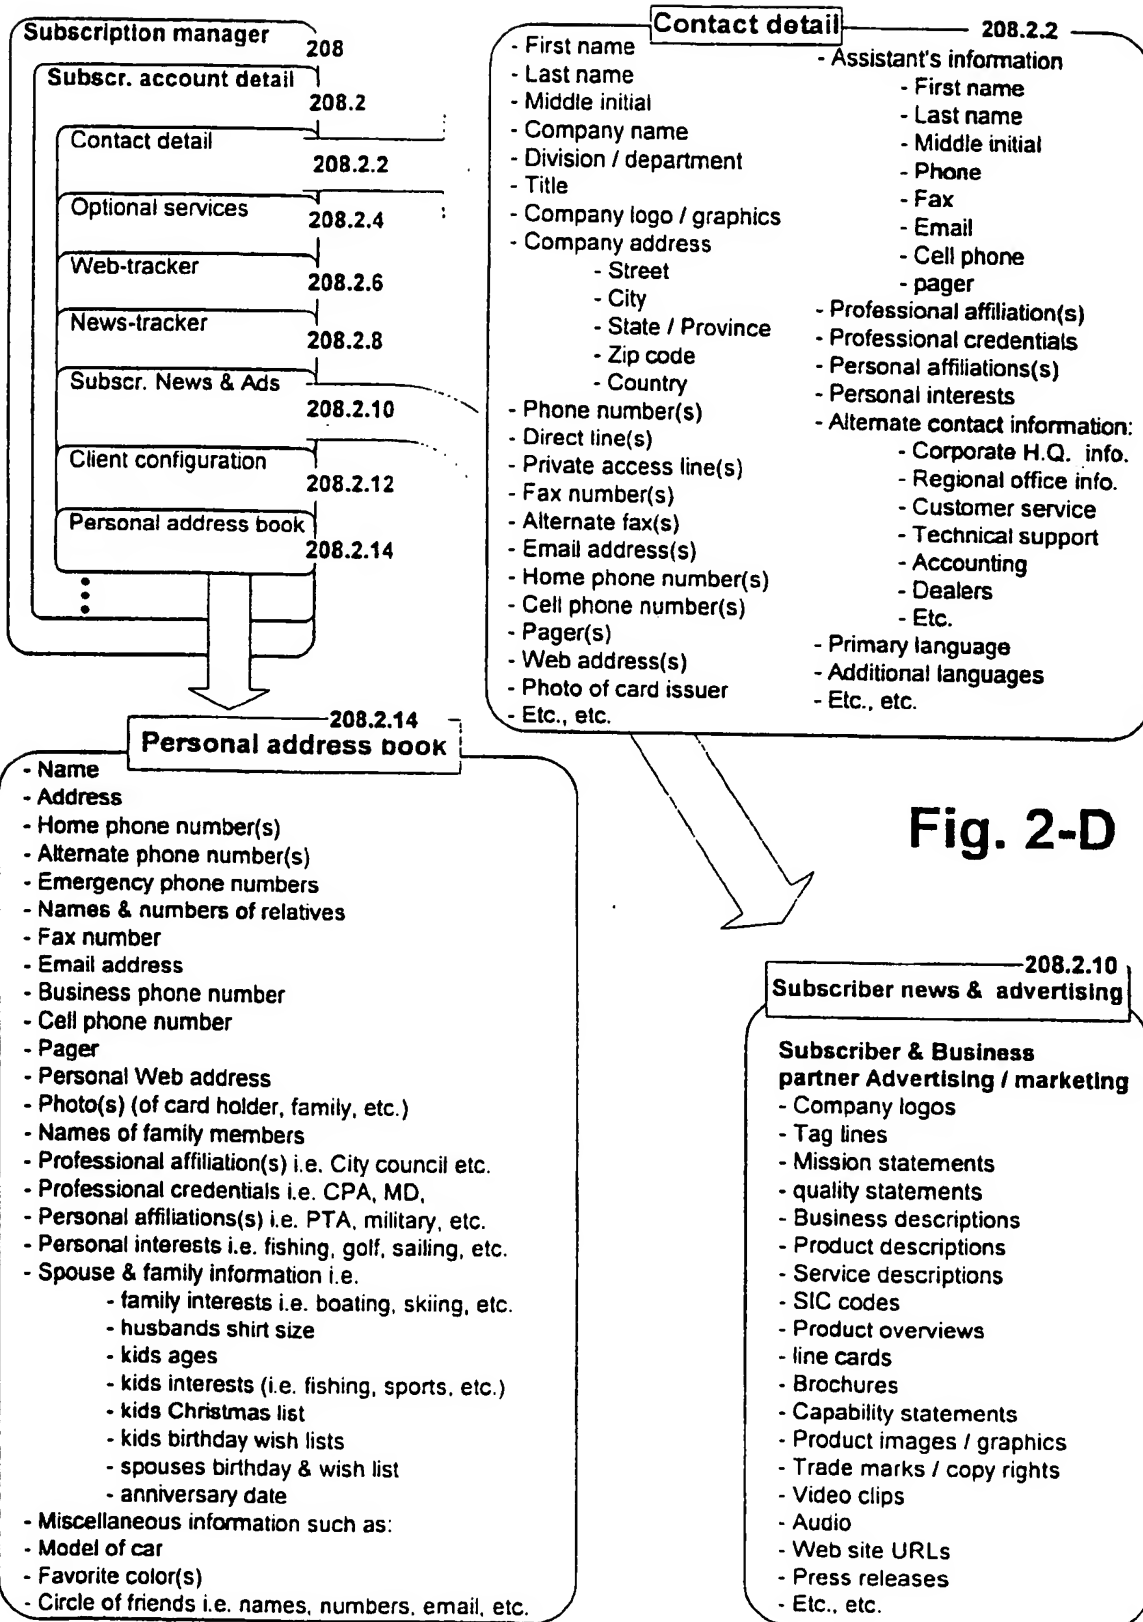 Subscription manager
208
Subscr. account detail
208.2
Contact detail
208.2.2
Optional services
208.2.4
Web-tracker
208.2.6
News-tracker
208.2.8
Subscr. News & Ads
208.2.10
Client configuration
208.2.12
Personal address book
208.2.14
Contact detail
208.2.2
- First name
- Last name
- Middle initial
- Company name
- Division / department
- Title
- Company logo / graphics
- Company address
- Street
- City
- State / Province
- Zip code
- Country
- Phone number(s)
- Direct line(s)
- Private access line(s)
- Fax number(s)
- Alternate fax(s)
- Email address(s)
- Home phone number(s)
- Cell phone number(s)
- Pager(s)
- Web address(s)
- Photo of card issuer
- Etc., etc.
- Assistant's information
- First name
- Last name
- Middle initial
- Phone
- Fax
- Email
- Cell phone
- pager
- Professional affiliation(s)
- Professional credentials
- Personal affiliations(s)
- Personal interests
- Alternate contact information:
- Corporate H.Q. info.
- Regional office info.
- Customer service
- Technical support
- Accounting
- Dealers
- Etc.
- Primary language
- Additional languages
- Etc., etc.
208.2.14
Personal address book
- Name
- Address
- Home phone number(s)
- Alternate phone number(s)
- Emergency phone numbers
- Names & numbers of relatives
- Fax number
- Email address
- Business phone number
- Cell phone number
- Pager
- Personal Web address
- Photo(s) (of card holder, family, etc.)
- Names of family members
- Professional affiliation(s) i.e. City council etc.
- Professional credentials i.e. CPA, MD,
- Personal affiliations(s) i.e. PTA, military, etc.
- Personal interests i.e. fishing, golf, sailing, etc.
- Spouse & family information i.e.
- family interests i.e. boating, skiing, etc.
- husbands shirt size
- kids ages
- kids interests (i.e. fishing, sports, etc.)
- kids Christmas list
- kids birthday wish lists
- spouses birthday & wish list
- anniversary date
- Miscellaneous information such as:
- Model of car
- Favorite color(s)
- Circle of friends i.e. names, numbers, email, etc.
Fig. 2-D
208.2.10
Subscriber news & advertising
Subscriber & Business
partner Advertising / marketing
- Company logos
- Tag lines
- Mission statements
- quality statements
- Business descriptions
- Product descriptions
- Service descriptions
- SIC codes
- Product overviews
- line cards
- Brochures
- Capability statements
- Product images / graphics
- Trade marks / copy rights
- Video clips
- Audio
- Web site URLs
- Press releases
- Etc., etc.